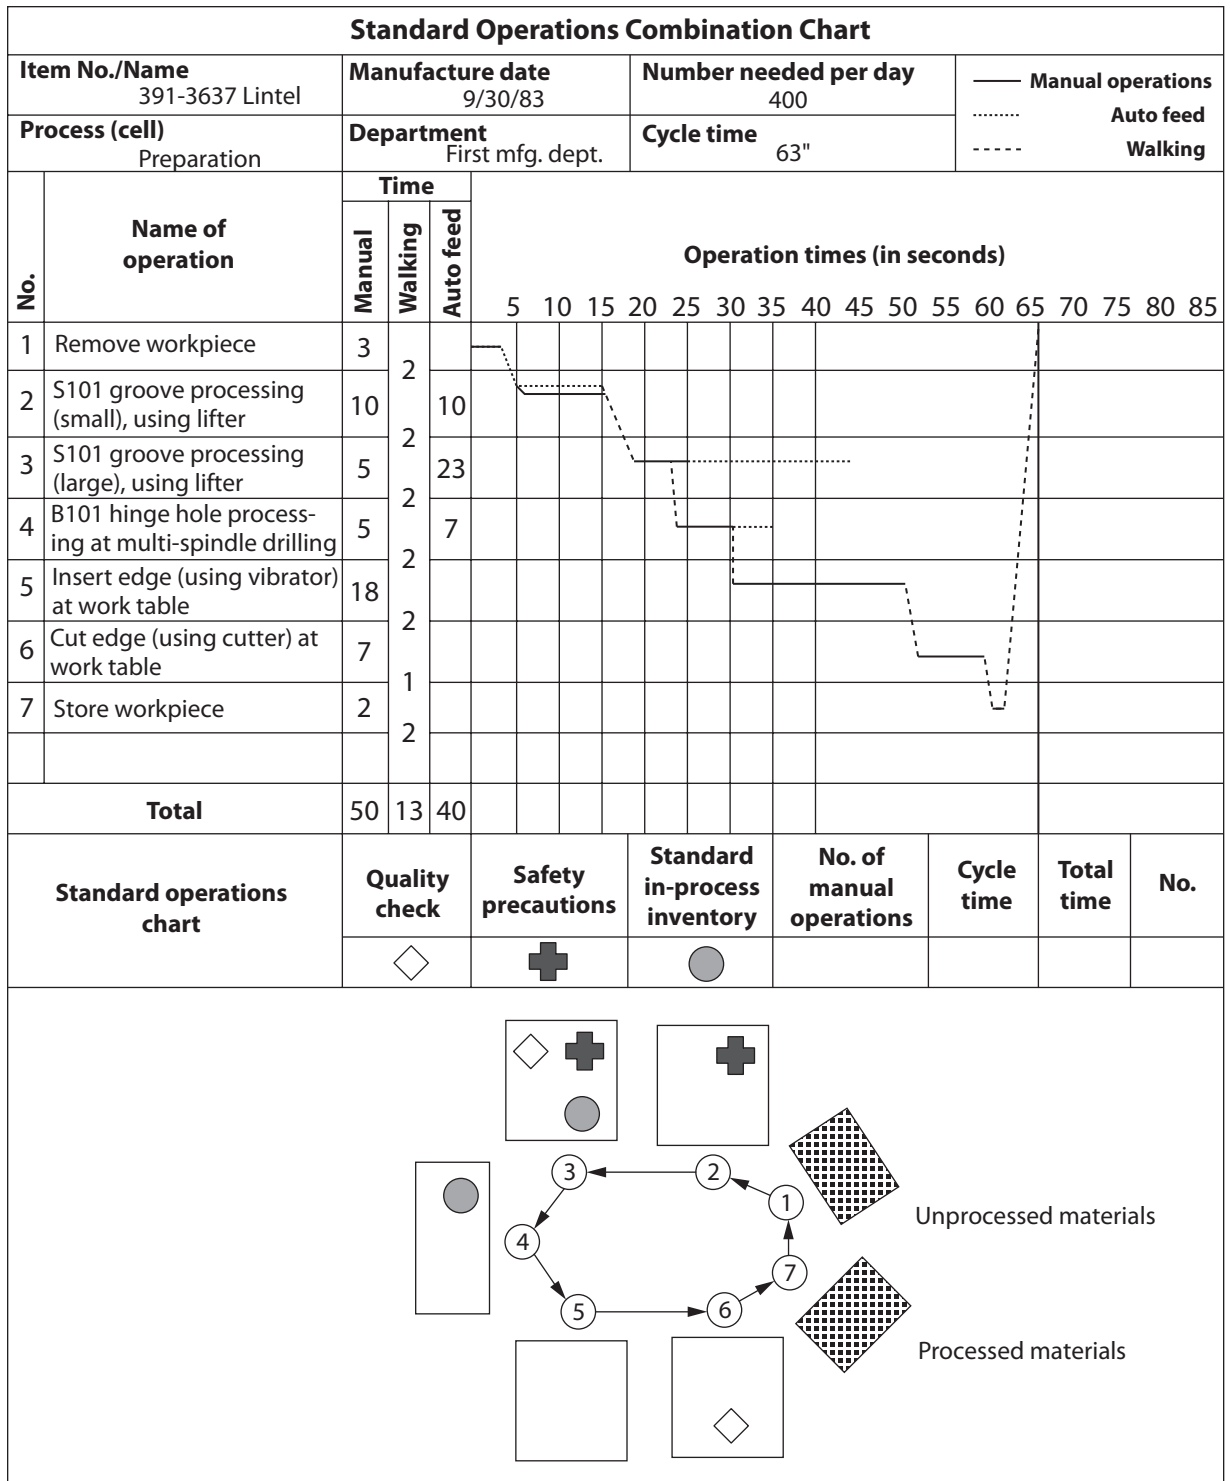 Standard Operations Combination Chart
Item No./Name
391-3637 Lintel
Manufacture date
9/30/83
Number needed per day
400
Manual operations
Auto feed
Walking
Process (cell)
Preparation
Department
First mfg. dept.
Cycle time
63"
No.
Name of
operation
Time
Manual
Walking
Auto feed
Operation times (in seconds)
5 10 15 20 25 30 35 40 45 50 55 60 65 70 75 80 85
1 Remove workpiece 3
2
2 S101 groove processing
(small), using lifter 10 10
2
3 S101 groove processing
(large), using lifter 5 23
2
4 B101 hinge hole process-
ing at multi-spindle drilling 5 7
2
5 Insert edge (using vibrator)
at work table 18
2
6 Cut edge (using cutter) at
work table 7
1
7 Store workpiece 2
2
Total 50 13 40
Standard operations
chart
Quality
check
Safety
precautions
Standard
in-process
inventory
No. of
manual
operations
Cycle
time
Total
time
No.
3 2
1
Unprocessed materials
4
7
5 6
Processed materials